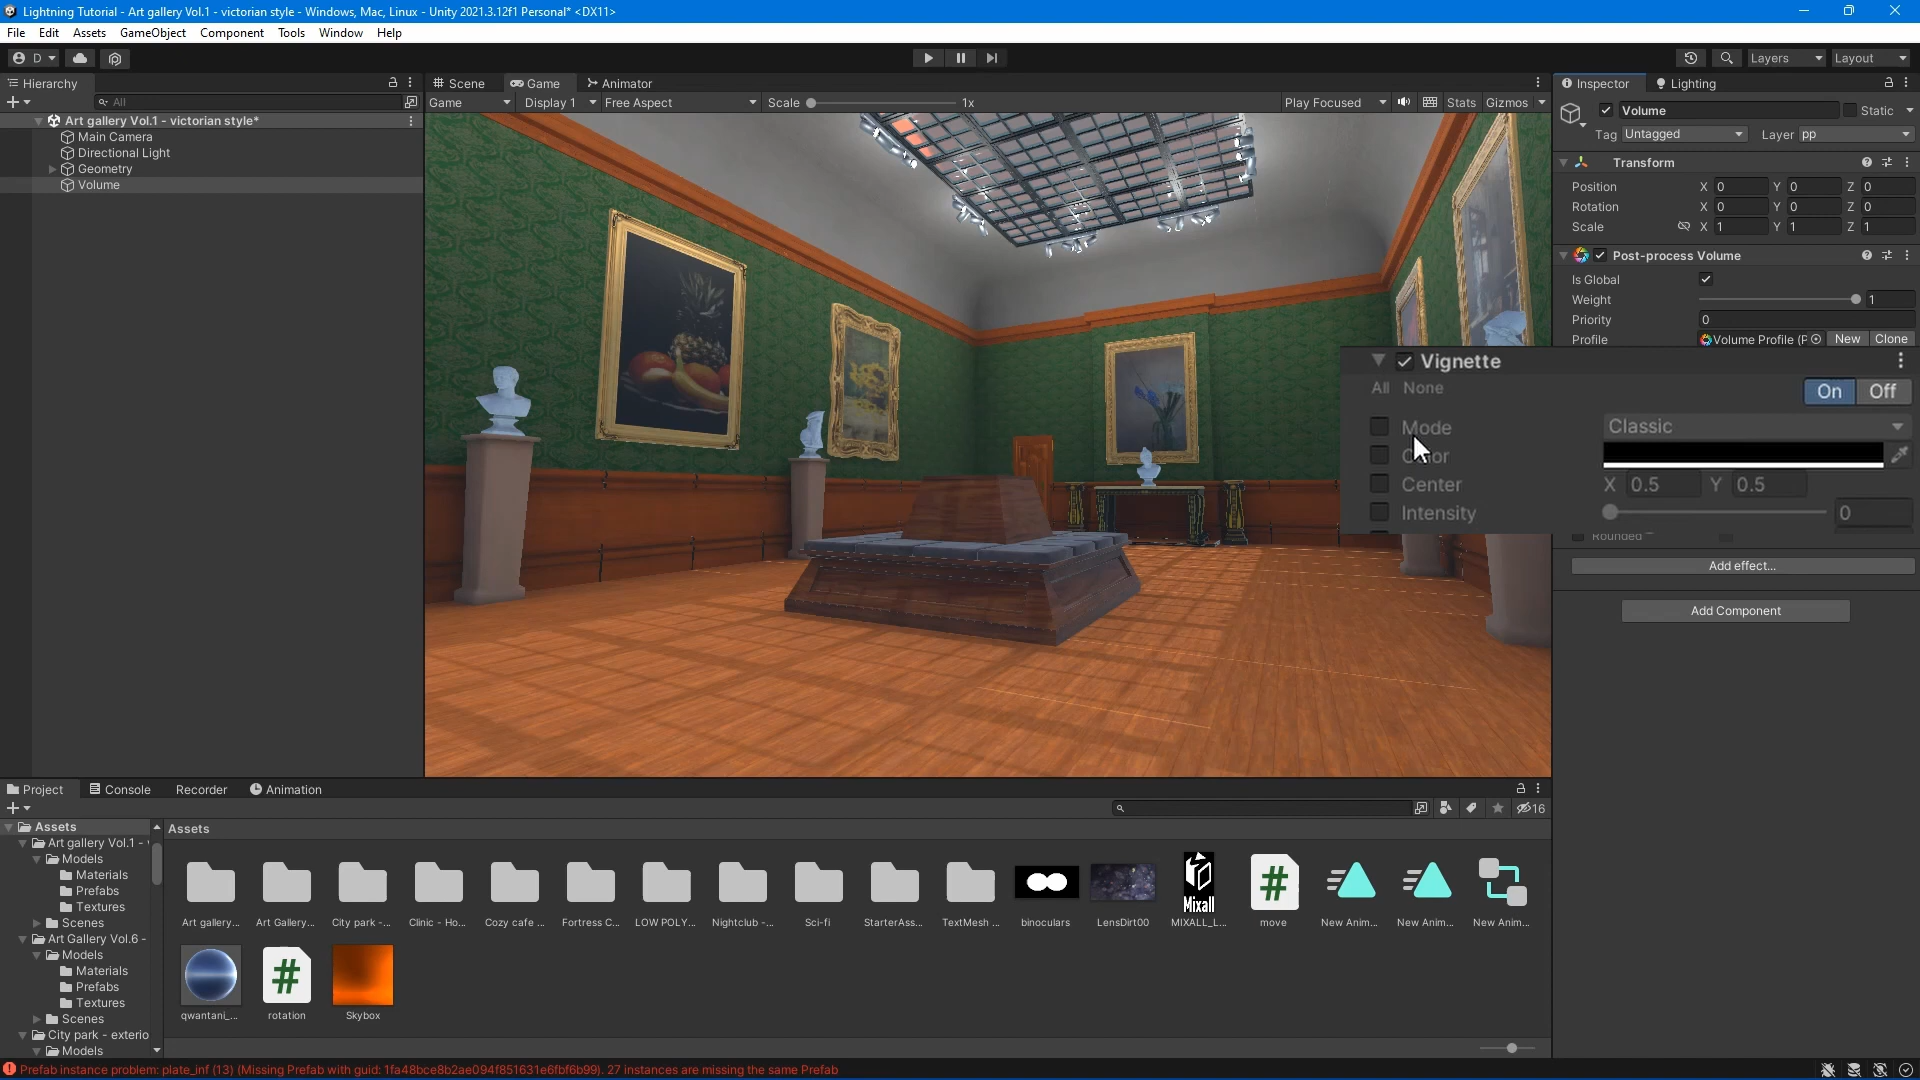 Lightning Tutorial - Art gallery Vol.1 - victorian style - Windows, Mac, Linux - Unity 2021.3.12f1 Personal* <DX11>
File Edit Assets GameObject Component Tools Window Help
D Layers Layout
Hierarchy Scene Game Animator Inspector Lighting
All Game Display 1 Free Aspect Scale 1x Play Focused Stats Gizmos
Volume Static
Tag Untagged Layer pp
Art gallery Vol.1 - victorian style*
Main Camera
Directional Light
Geometry
Volume
Transform
Position X 0 Y 0 Z 0
Rotation X 0 Y 0 Z 0
Scale X 1 Y 1 Z 1
Post-process Volume
Is Global
Weight 1
Priority 0
Profile Volume Profile (P New Clone
Vignette
All None On Off
Mode Classic
Color
Center X 0.5 Y 0.5
Intensity 0
Rounded
Add effect...
Add Component
Project Console Recorder Animation
16
Assets
Art gallery Vol.1 -
Models
Materials
Prefabs
Textures
Scenes
Art Gallery Vol.6 -
Models
Materials
Prefabs
Textures
Scenes
City park - exterio
Models
Assets
Mixall
Art gallery... Art Gallery... City park -... Clinic - Ho... Cozy cafe ... Fortress C... LOW POLY... Nightclub -... Sci-fi StarterAss... TextMesh ... binoculars LensDirt00 MIXALL_L... move New Anim... New Anim... New Anim...
qwantani_... rotation Skybox
Prefab instance problem: plate_inf (13) (Missing Prefab with guid: 1fa48bce8b2ae094f851631e6fbf6b99). 27 instances are missing the same Prefab